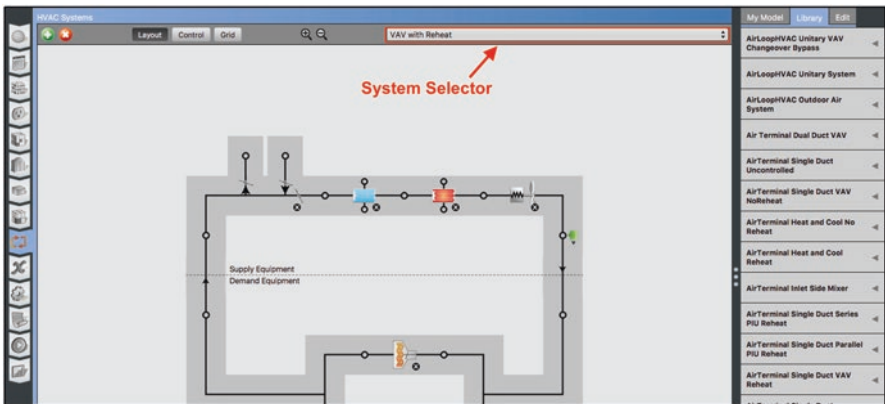 HVAC Systems
My Model Library Edit
Layout Control Grid VAV with Reheat
System Selector
Supply Equipment
Demand Equipment
AirLoopHVAC Unitary VAV
Changeover Bypass
AirLoopHVAC Unitary System
AirLoopHVAC Outdoor Air
System
Air Terminal Dual Duct VAV
AirTerminal Single Duct
Uncontrolled
AirTerminal Single Duct VAV
NoReheat
AirTerminal Heat and Cool No
Reheat
AirTerminal Heat and Cool
Reheat
AirTerminal Inlet Side Mixer
AirTerminal Single Duct Series
PIU Reheat
AirTerminal Single Duct Parallel
PIU Reheat
AirTerminal Single Duct VAV
Reheat